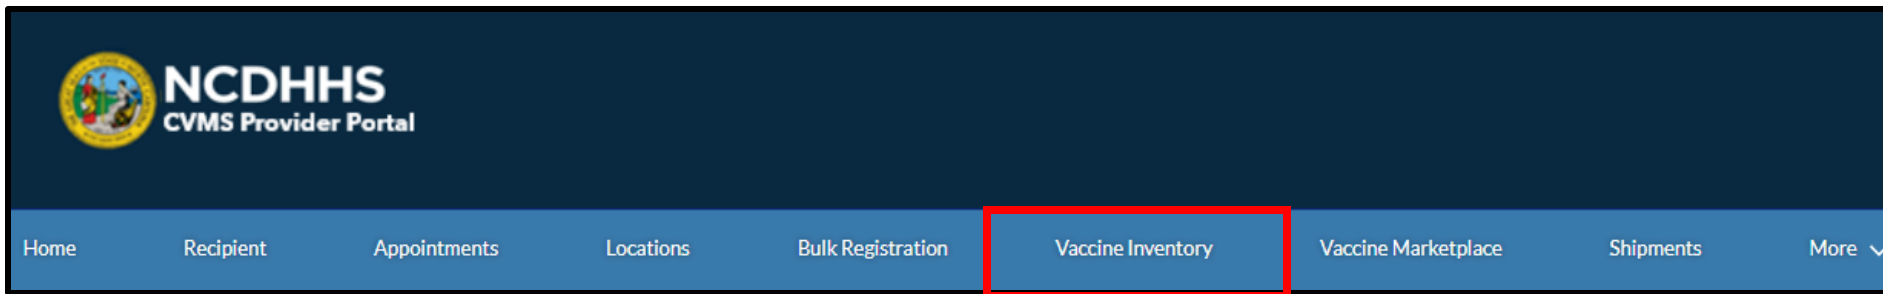 NCDHHS
CVMS Provider Portal
Home Recipient Appointments Locations Bulk Registration Vaccine Inventory Vaccine Marketplace Shipments More